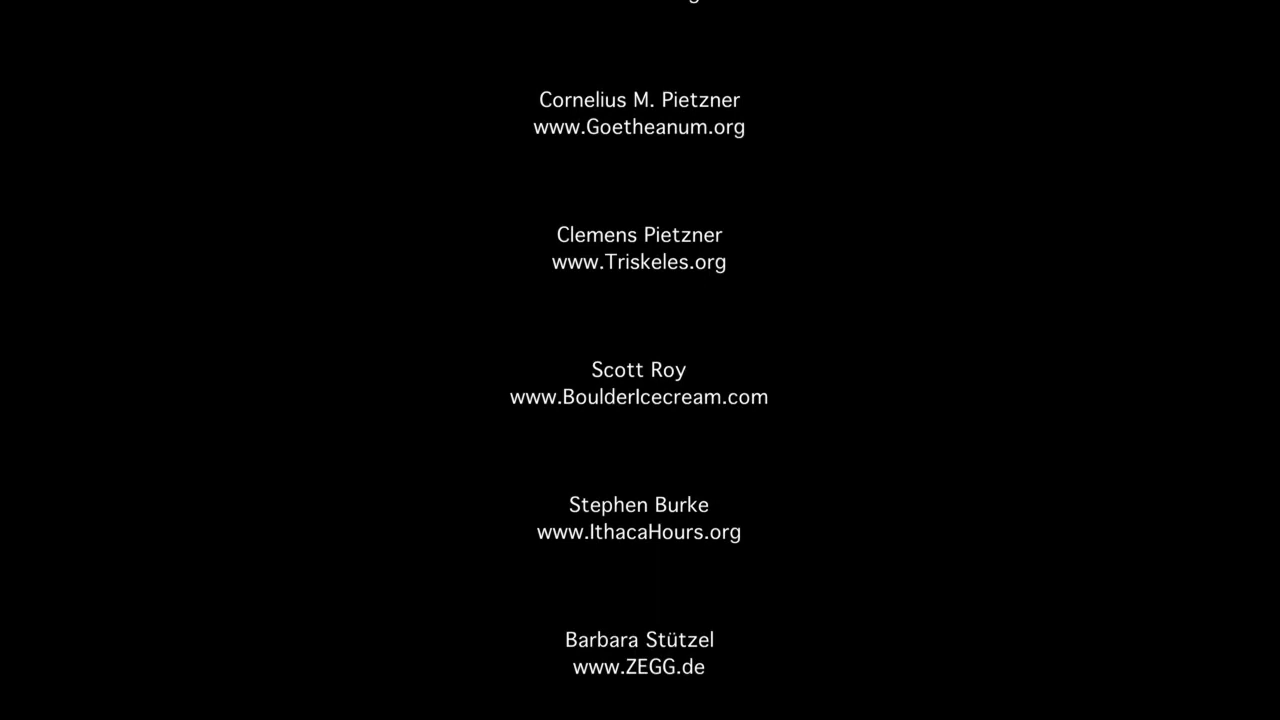 Cornelius M. Pietzner
www.Goetheanum.org
Clemens Pietzner
www.Triskeles.org
Scott Roy
www.BoulderIcecream.com
Stephen Burke
www.IthacaHours.org
Barbara Stützel
www.ZEGG.de